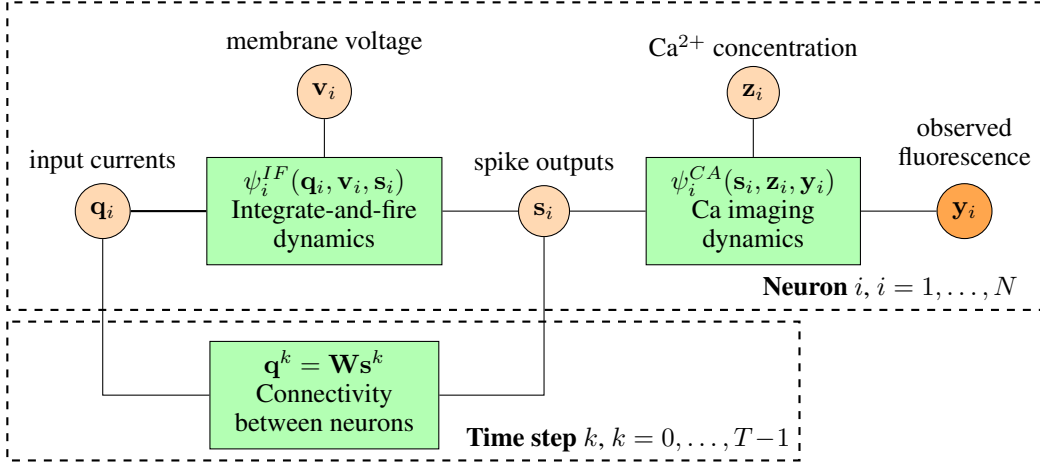 membrane voltage
Ca²⁺ concentration
v_i
z_i
input currents
spike outputs
observed
fluorescence
q_i
ψ_i^{IF}(q_i, v_i, s_i)
Integrate-and-fire
dynamics
s_i
ψ_i^{CA}(s_i, z_i, y_i)
Ca imaging
dynamics
y_i
Neuron i, i = 1, . . . , N
q^k = Ws^k
Connectivity
between neurons
Time step k, k = 0, . . . , T−1